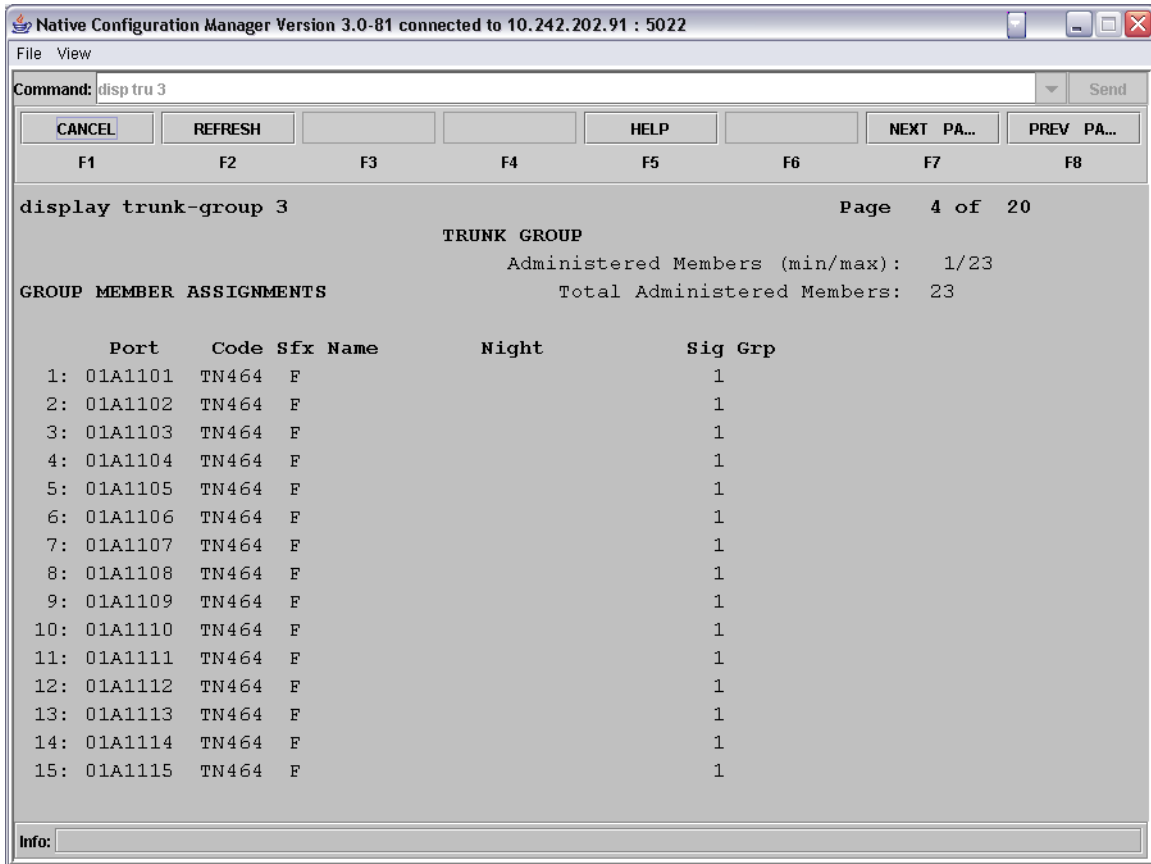 Native Configuration Manager Version 3.0-81 connected to 10.242.202.91 : 5022
File View
Command: disp tru 3 Send
CANCEL REFRESH HELP NEXT PA... PREV PA...
F1 F2 F3 F4 F5 F6 F7 F8
display trunk-group 3 Page 4 of 20
TRUNK GROUP
Administered Members (min/max): 1/23
GROUP MEMBER ASSIGNMENTS Total Administered Members: 23
Port Code Sfx Name Night Sig Grp
1: 01A1101 TN464 F 1
2: 01A1102 TN464 F 1
3: 01A1103 TN464 F 1
4: 01A1104 TN464 F 1
5: 01A1105 TN464 F 1
6: 01A1106 TN464 F 1
7: 01A1107 TN464 F 1
8: 01A1108 TN464 F 1
9: 01A1109 TN464 F 1
10: 01A1110 TN464 F 1
11: 01A1111 TN464 F 1
12: 01A1112 TN464 F 1
13: 01A1113 TN464 F 1
14: 01A1114 TN464 F 1
15: 01A1115 TN464 F 1
Info: